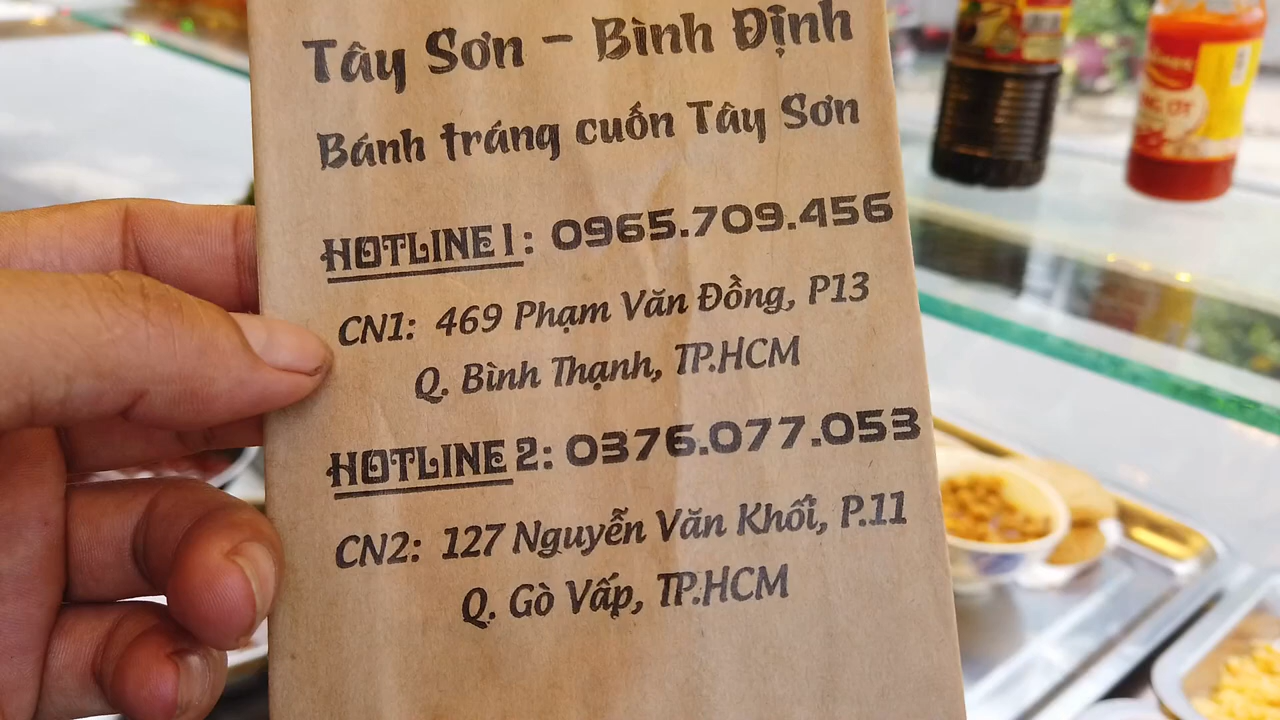 Tây Sơn - Bình Định
Bánh tráng cuốn Tây Sơn
HOTLINE 1: 0965.709.456
CN1: 469 Phạm Văn Đồng, P13
Q. Bình Thạnh, TP.HCM
HOTLINE 2: 0376.077.053
CN2: 127 Nguyễn Văn Khối, P.11
Q. Gò Vấp, TP.HCM